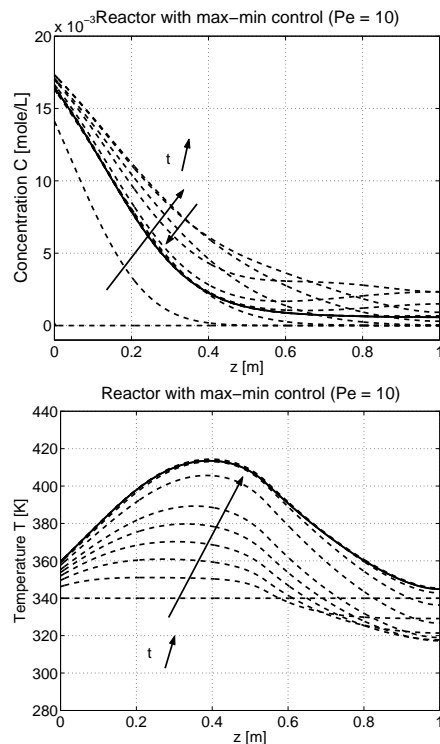 x 10⁻³ Reactor with max−min control (Pe = 10)
20
15
10
5
0
Concentration C [mole/L]
t
0 0.2 0.4 0.6 0.8 1
z [m]
Reactor with max−min control (Pe = 10)
440
420
400
380
360
340
320
300
280
Temperature T [K]
t
0 0.2 0.4 0.6 0.8 1
z [m]